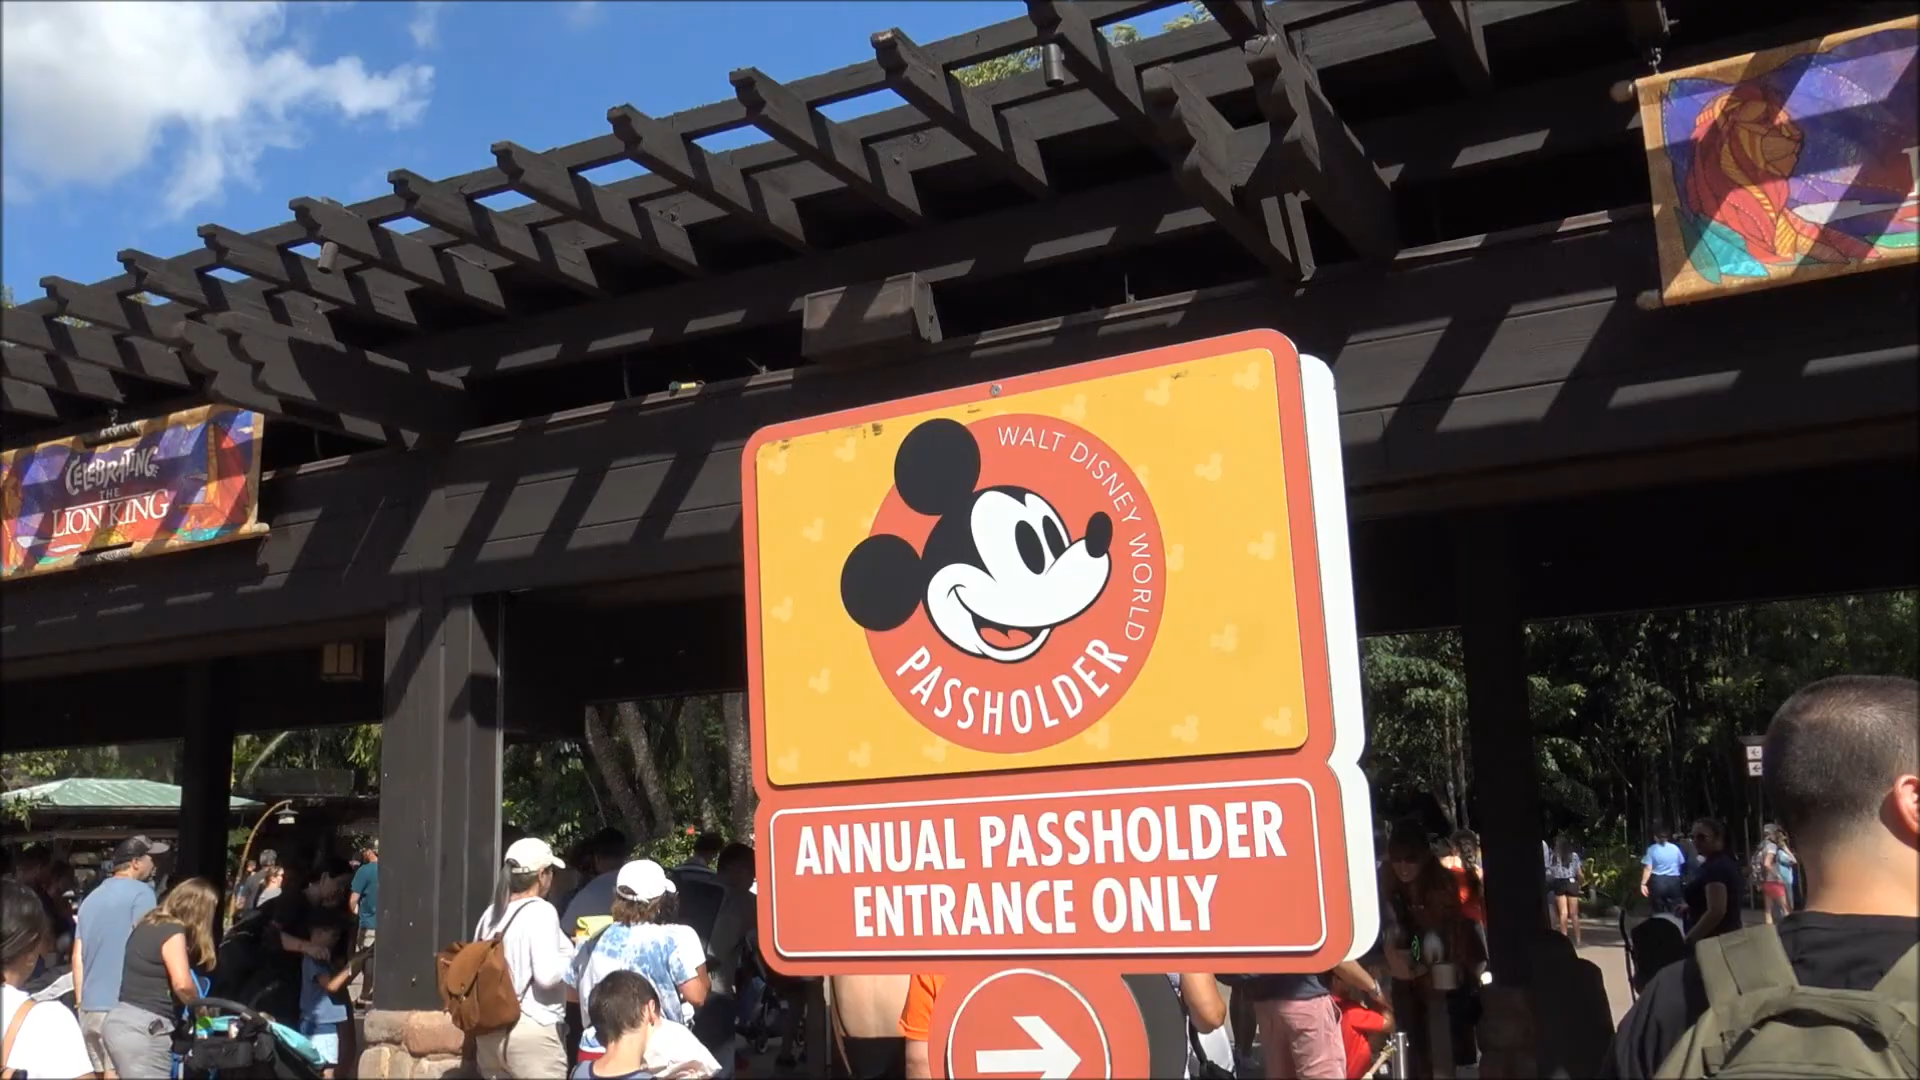 CELEBRATING
THE
LION KING
WALT DISNEY WORLD
PASSHOLDER
ANNUAL PASSHOLDER
ENTRANCE ONLY